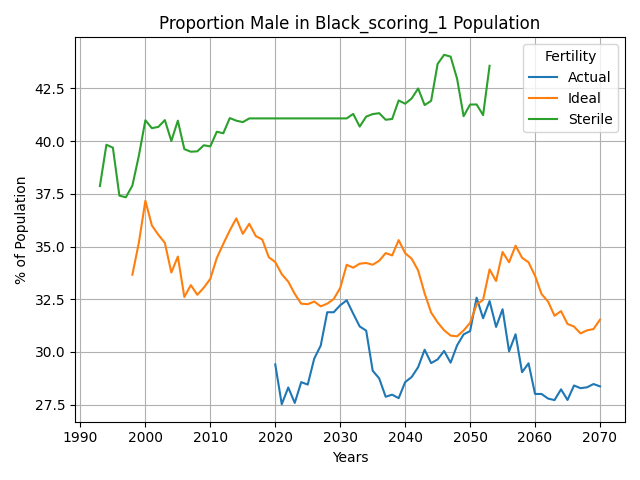 Proportion Male in Black_scoring_1 Population
% of Population
42.5
40.0
37.5
35.0
32.5
30.0
27.5
Fertility
Actual
Ideal
Sterile
1990 2000 2010 2020 2030 2040 2050 2060 2070
Years